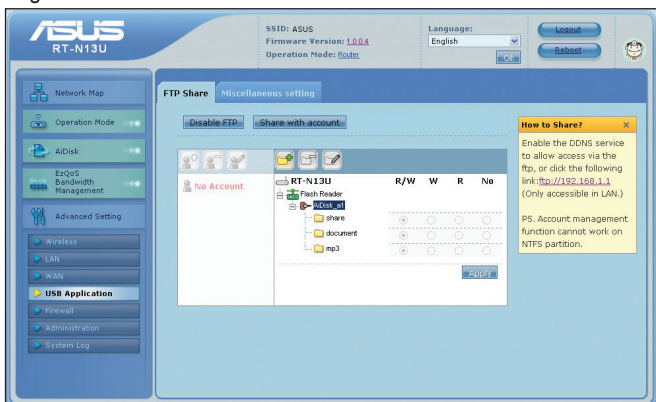 ASUS
RT-N13U
SSID: ASUS
Firmware Version: 1.0.0.4
Operation Mode: Router
Language:
English
Logout
Reboot
Network Map
Operation Mode
AiDisk
EzQoS
Bandwidth
Management
Advanced Setting
Wireless
LAN
WAN
USB Application
Firewall
Administration
System Log
FTP Share
Miscellaneous setting
Disable FTP
Share with account
No Account
RT-N13U R/W W R No
Flash Reader
AiDisk_a1
share
document
mp3
Apply
How to Share? ×
Enable the DDNS service
to allow access via the
ftp, or click the following
link:ftp://192.168.1.1
(Only accessible in LAN.)
PS. Account management
function cannot work on
NTFS partition.